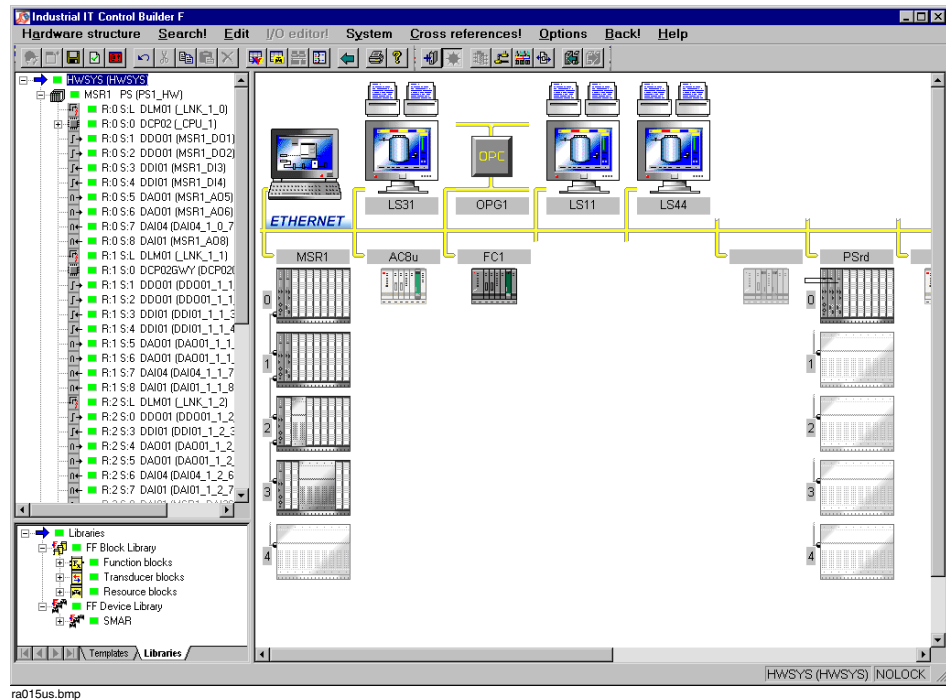 Industrial IT Control Builder F
Hardware structure Search! Edit I/O editor! System Cross references! Options Back! Help
HWSYS (HWSYS)
MSR1 PS (PS1_HW)
R:0 S:L DLM01 (_LNK_1_0)
R:0 S:0 DCP02 (_CPU_1)
R:0 S:1 DDO01 (MSR1_DO1)
R:0 S:2 DDO01 (MSR1_DO2)
R:0 S:3 DDI01 (MSR1_DI3)
R:0 S:4 DDI01 (MSR1_DI4)
R:0 S:5 DAO01 (MSR1_AO5)
R:0 S:6 DAO01 (MSR1_AO6)
R:0 S:7 DAI04 (DAI04_1_0_7
R:0 S:8 DAI01 (MSR1_AO8)
R:1 S:L DLM01 (_LNK_1_1)
R:1 S:0 DCP02GWY (DCP02(
R:1 S:1 DDO01 (DDO01_1_1_
R:1 S:2 DDO01 (DDO01_1_1_
R:1 S:3 DDI01 (DDI01_1_1_3
R:1 S:4 DDI01 (DDI01_1_1_4
R:1 S:5 DAO01 (DAO01_1_1_
R:1 S:6 DAO01 (DAO01_1_1_
R:1 S:7 DAI04 (DAI04_1_1_7
R:1 S:8 DAI01 (DAI01_1_1_8
R:2 S:L DLM01 (_LNK_1_2)
R:2 S:0 DDO01 (DDO01_1_2_
R:2 S:3 DDI01 (DDI01_1_2_3
R:2 S:4 DAO01 (DAO01_1_2_
R:2 S:5 DAO01 (DAO01_1_2_
R:2 S:6 DAI04 (DAI04_1_2_6
R:2 S:7 DAI01 (DAI01_1_2_7
Libraries
FF Block Library
Function blocks
Transducer blocks
Resource blocks
FF Device Library
SMAR
Templates Libraries
OPC
LS31 OPG1 LS11 LS44
ETHERNET
MSR1 AC8u FC1 PSrd
0 0
1 1
2 2
3 3
4 4
HWSYS (HWSYS) NOLOCK
ra015us.bmp